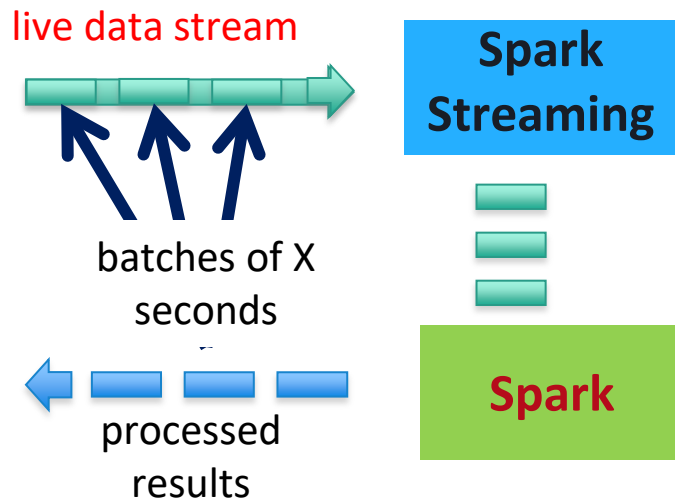 live data stream
Spark
Streaming
batches of X
seconds
Spark
processed
results